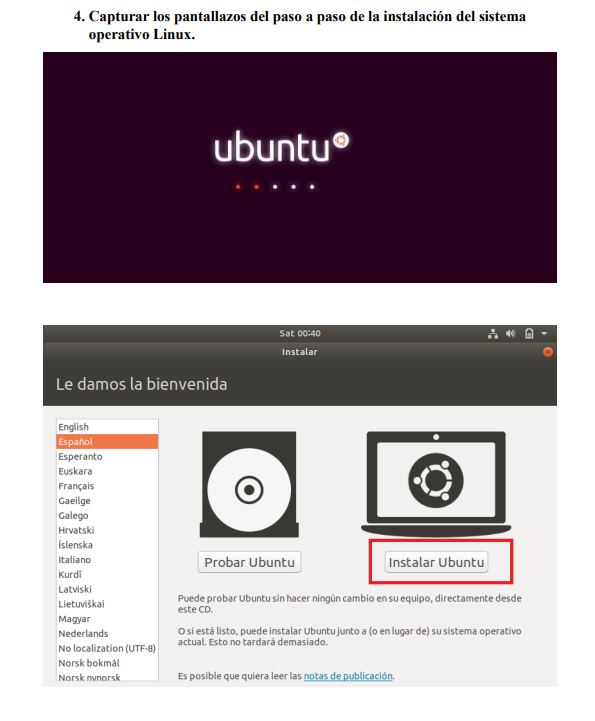 4. Capturar los pantallazos del paso a paso de la instalación del sistema
operativo Linux.
ubuntu
Sat 00:40
Instalar
Le damos la bienvenida
English
Español
Esperanto
Euskara
Français
Gaeilge
Galego
Hrvatski
Íslenska
Italiano
Kurdî
Latviski
Lietuviškai
Magyar
Nederlands
No localization (UTF-8)
Norsk bokmål
Norsk nynorsk
Probar Ubuntu
Instalar Ubuntu
Puede probar Ubuntu sin hacer ningún cambio en su equipo, directamente desde
este CD.
O si está listo, puede instalar Ubuntu junto a (o en lugar de) su sistema operativo
actual. Esto no tardará demasiado.
Es posible que quiera leer las notas de publicación.